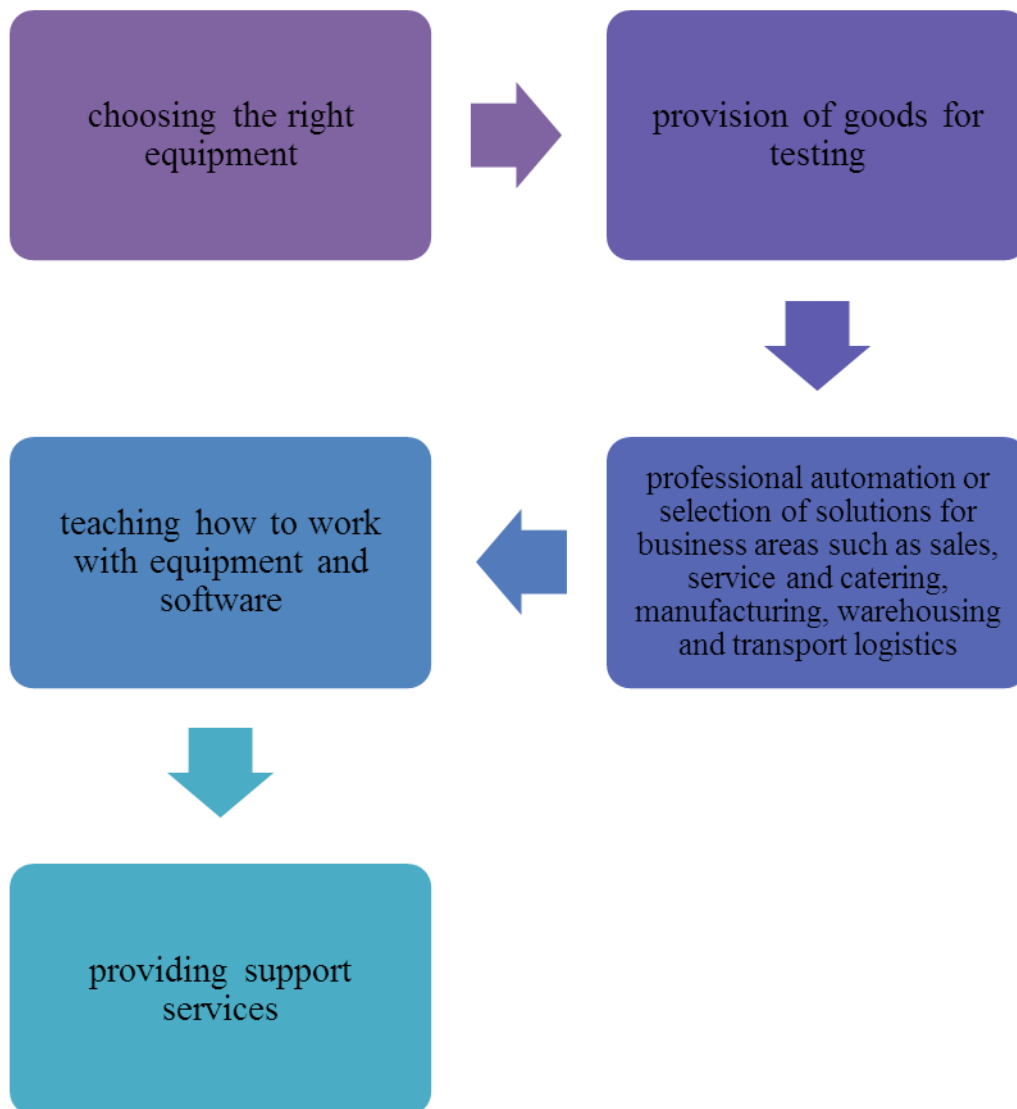 choosing the right
equipment
provision of goods for
testing
professional automation or
selection of solutions for
business areas such as sales,
service and catering,
manufacturing, warehousing
and transport logistics
teaching how to work
with equipment and
software
providing support
services